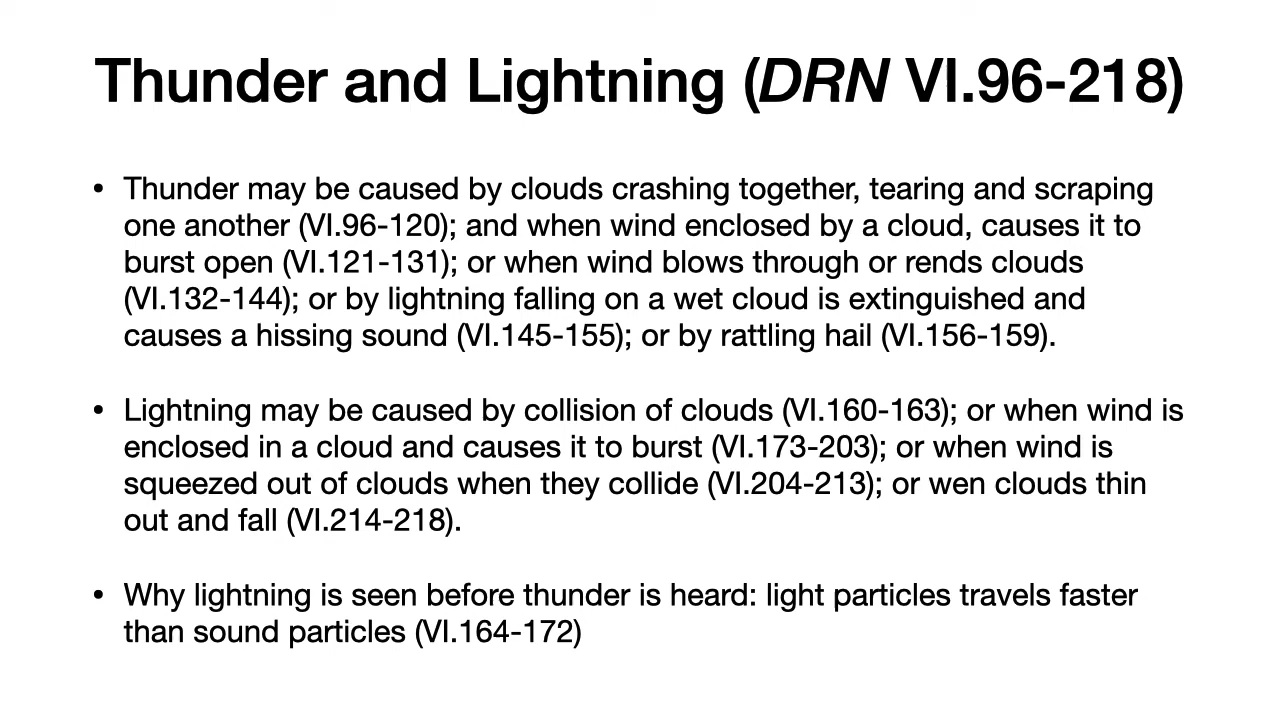 Thunder and Lightning (DRN VI.96-218)
• Thunder may be caused by clouds crashing together, tearing and scraping
one another (VI.96-120); and when wind enclosed by a cloud, causes it to
burst open (VI.121-131); or when wind blows through or rends clouds
(VI.132-144); or by lightning falling on a wet cloud is extinguished and
causes a hissing sound (VI.145-155); or by rattling hail (VI.156-159).
• Lightning may be caused by collision of clouds (VI.160-163); or when wind is
enclosed in a cloud and causes it to burst (VI.173-203); or when wind is
squeezed out of clouds when they collide (VI.204-213); or wen clouds thin
out and fall (VI.214-218).
• Why lightning is seen before thunder is heard: light particles travels faster
than sound particles (VI.164-172)